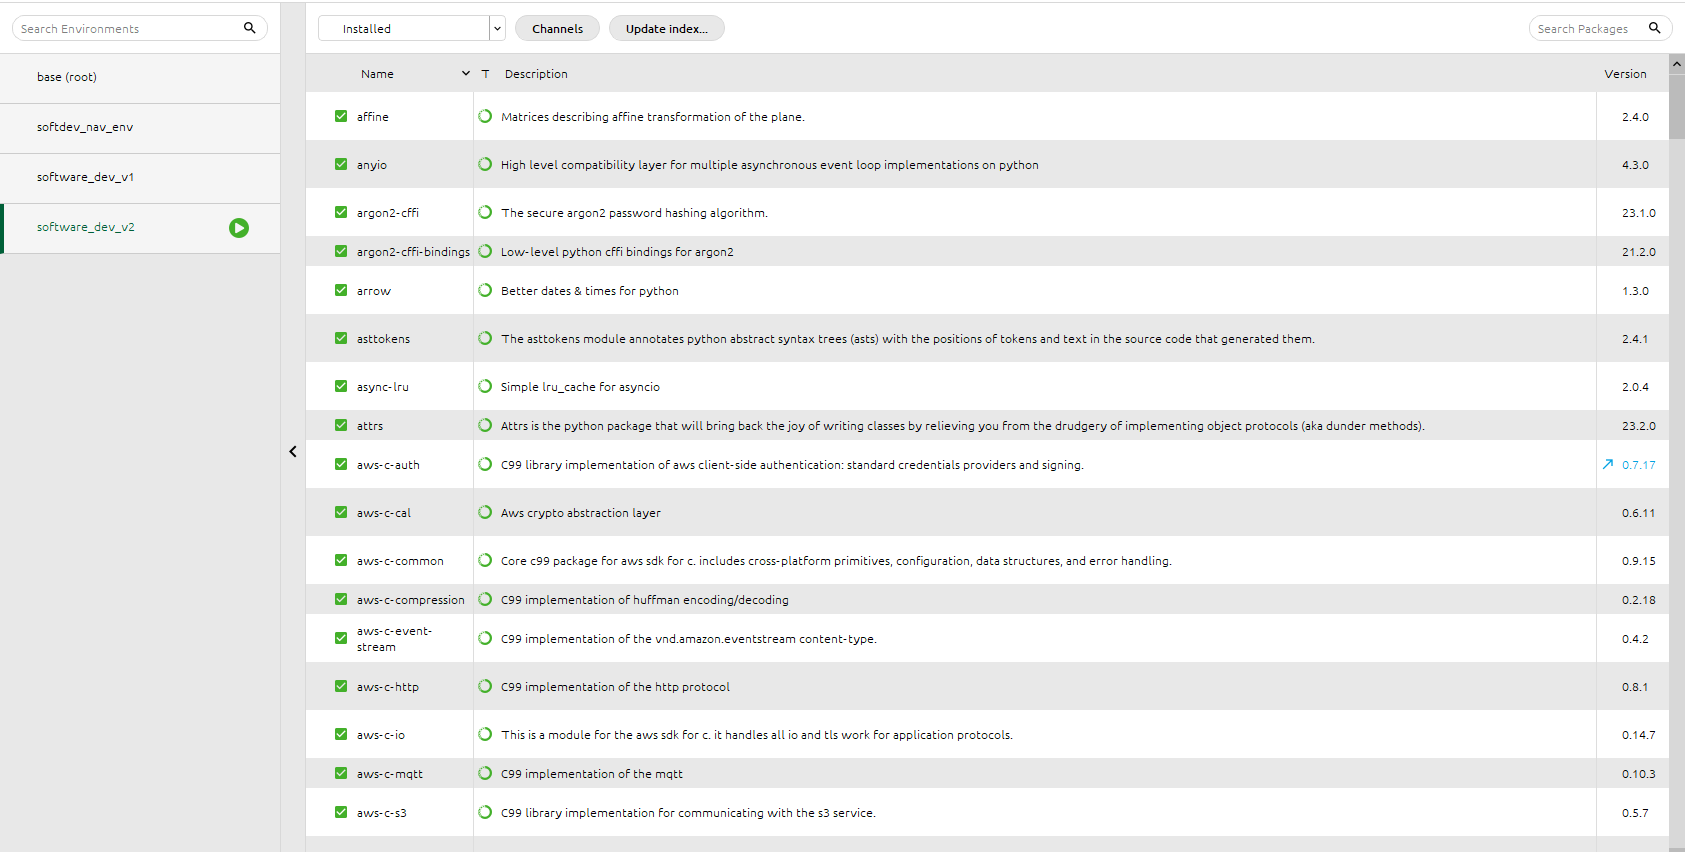 Search Environments
Installed
Channels
Update index...
Search Packages
base (root)
softdev_nav_env
software_dev_v1
software_dev_v2
Name T Description Version
affine Matrices describing affine transformation of the plane. 2.4.0
anyio High level compatibility layer for multiple asynchronous event loop implementations on python 4.3.0
argon2-cffi The secure argon2 password hashing algorithm. 23.1.0
argon2-cffi-bindings Low-level python cffi bindings for argon2 21.2.0
arrow Better dates & times for python 1.3.0
asttokens The asttokens module annotates python abstract syntax trees (asts) with the positions of tokens and text in the source code that generated them. 2.4.1
async-lru Simple lru_cache for asyncio 2.0.4
attrs Attrs is the python package that will bring back the joy of writing classes by relieving you from the drudgery of implementing object protocols (aka dunder methods). 23.2.0
aws-c-auth C99 library implementation of aws client-side authentication: standard credentials providers and signing. 0.7.17
aws-c-cal Aws crypto abstraction layer 0.6.11
aws-c-common Core c99 package for aws sdk for c. includes cross-platform primitives, configuration, data structures, and error handling. 0.9.15
aws-c-compression C99 implementation of huffman encoding/decoding 0.2.18
aws-c-event-
stream C99 implementation of the vnd.amazon.eventstream content-type. 0.4.2
aws-c-http C99 implementation of the http protocol 0.8.1
aws-c-io This is a module for the aws sdk for c. it handles all io and tls work for application protocols. 0.14.7
aws-c-mqtt C99 implementation of the mqtt 0.10.3
aws-c-s3 C99 library implementation for communicating with the s3 service. 0.5.7